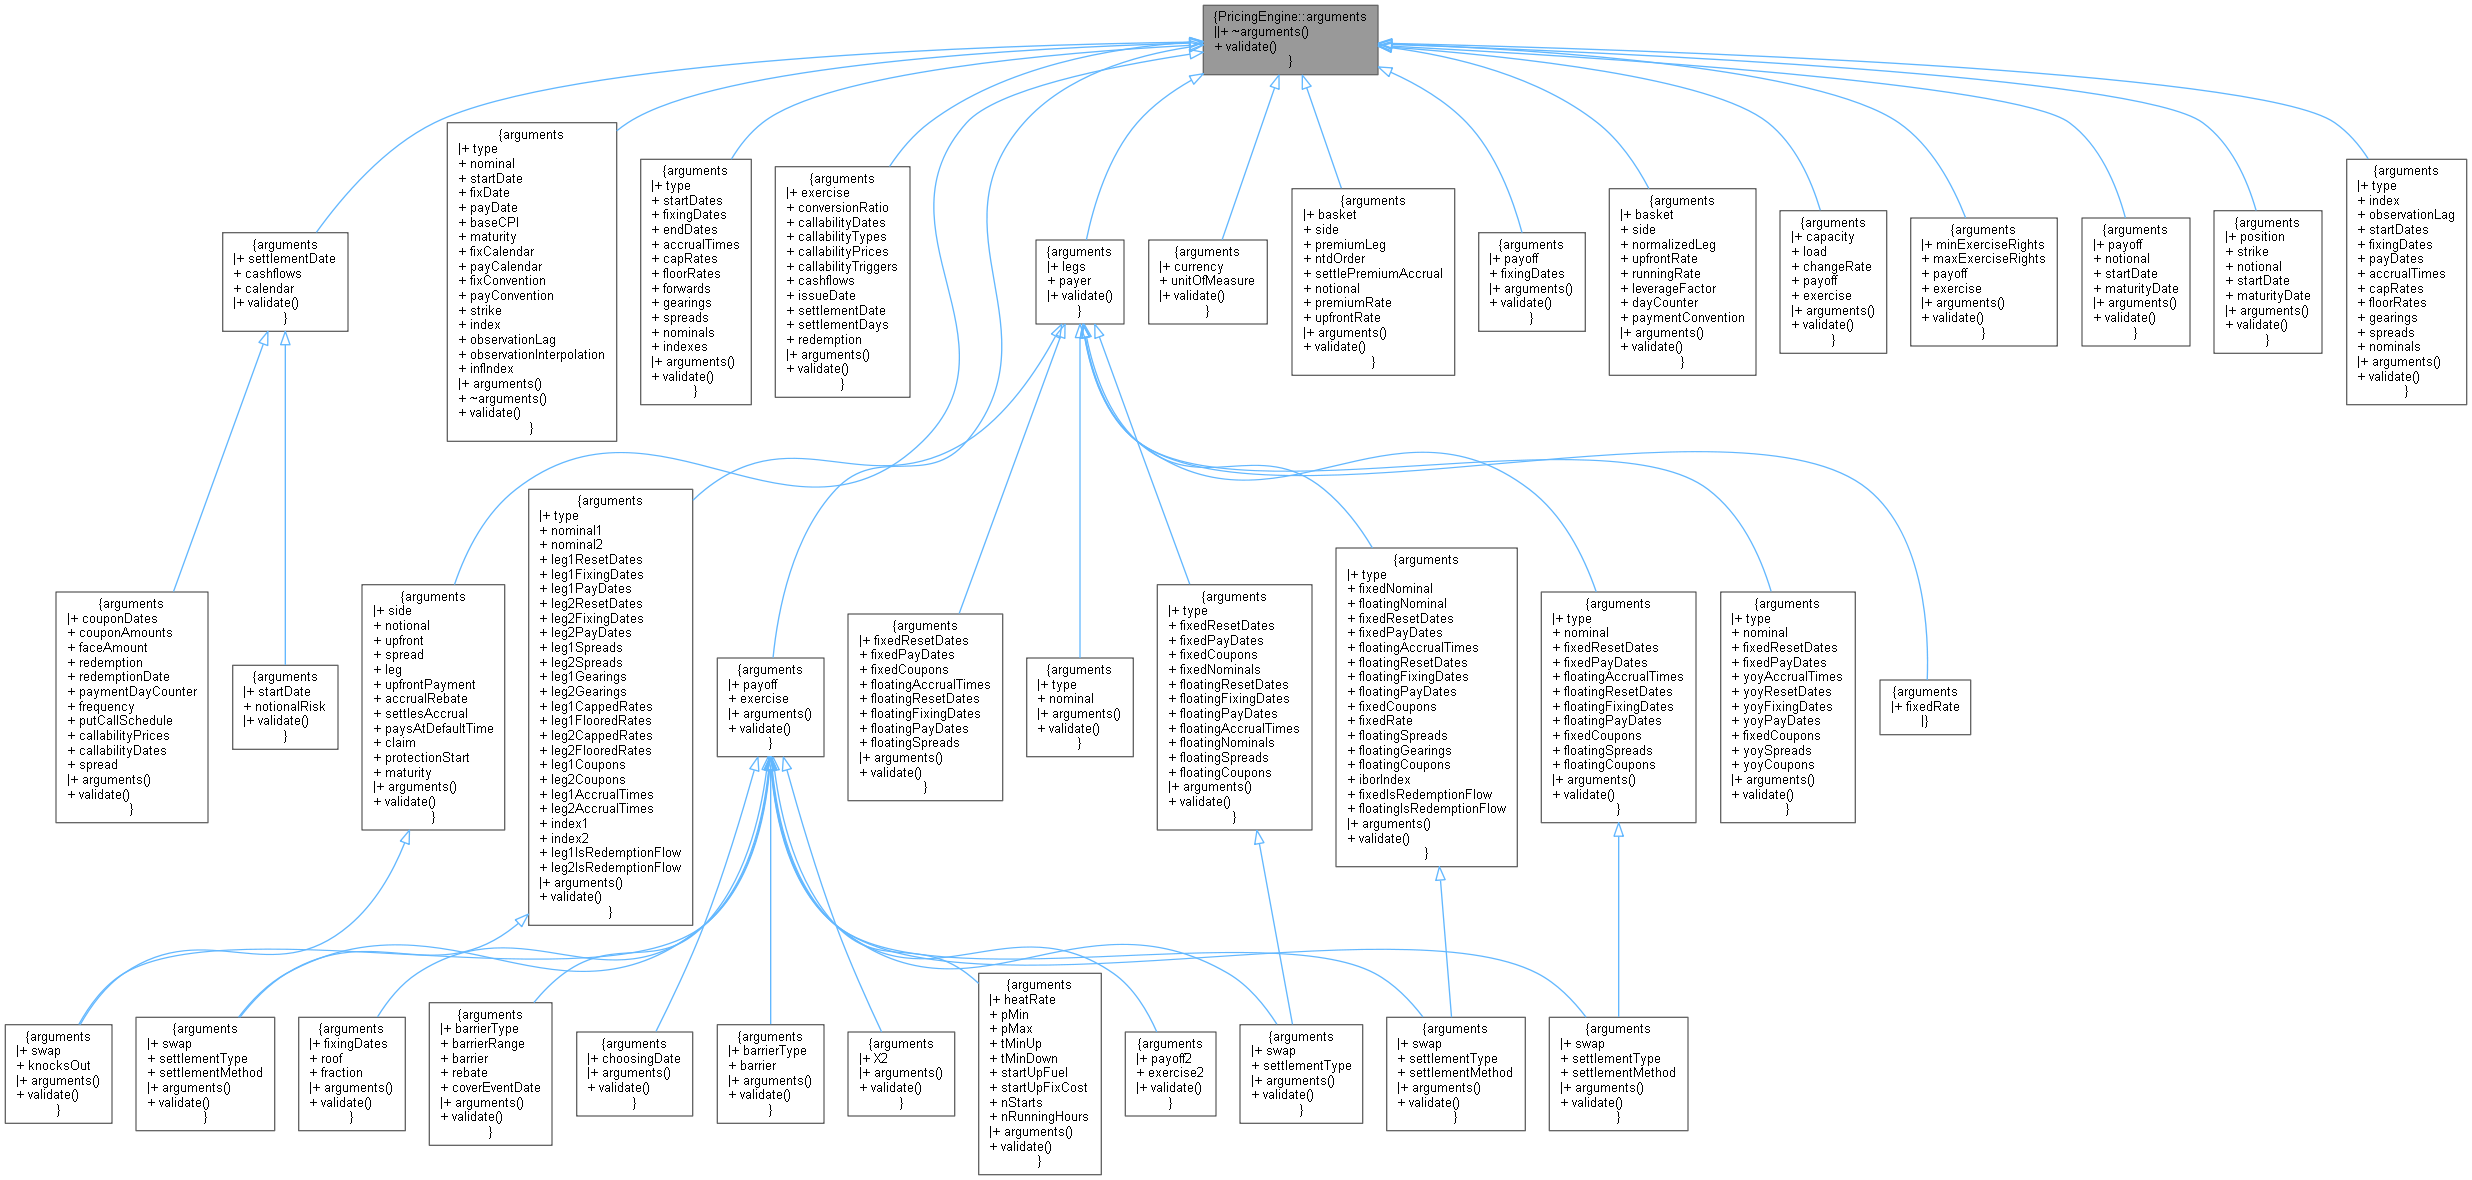 {PricingEngine::arguments
||+ ~arguments()
+ validate()
}
{arguments
|+ settlementDate
+ cashflows
+ calendar
|+ validate()
}
{arguments
|+ type
+ nominal
+ startDate
+ fixDate
+ payDate
+ baseCPI
+ maturity
+ fixCalendar
+ payCalendar
+ fixConvention
+ payConvention
+ strike
+ index
+ observationLag
+ observationInterpolation
+ infIndex
|+ arguments()
+ ~arguments()
+ validate()
}
{arguments
|+ type
+ startDates
+ fixingDates
+ endDates
+ accrualTimes
+ capRates
+ floorRates
+ forwards
+ gearings
+ spreads
+ nominals
+ indexes
|+ arguments()
+ validate()
}
{arguments
|+ exercise
+ conversionRatio
+ callabilityDates
+ callabilityTypes
+ callabilityPrices
+ callabilityTriggers
+ cashflows
+ issueDate
+ settlementDate
+ settlementDays
+ redemption
|+ arguments()
+ validate()
}
{arguments
|+ legs
+ payer
|+ validate()
}
{arguments
|+ currency
+ unitOfMeasure
|+ validate()
}
{arguments
|+ basket
+ side
+ premiumLeg
+ ntdOrder
+ settlePremiumAccrual
+ notional
+ premiumRate
+ upfrontRate
|+ arguments()
+ validate()
}
{arguments
|+ payoff
+ fixingDates
|+ arguments()
+ validate()
}
{arguments
|+ basket
+ side
+ normalizedLeg
+ upfrontRate
+ runningRate
+ leverageFactor
+ dayCounter
+ paymentConvention
|+ arguments()
+ validate()
}
{arguments
|+ capacity
+ load
+ changeRate
+ payoff
+ exercise
|+ arguments()
+ validate()
}
{arguments
|+ minExerciseRights
+ maxExerciseRights
+ payoff
+ exercise
|+ arguments()
+ validate()
}
{arguments
|+ payoff
+ notional
+ startDate
+ maturityDate
|+ arguments()
+ validate()
}
{arguments
|+ position
+ strike
+ notional
+ startDate
+ maturityDate
|+ arguments()
+ validate()
}
{arguments
|+ type
+ index
+ observationLag
+ startDates
+ fixingDates
+ payDates
+ accrualTimes
+ capRates
+ floorRates
+ gearings
+ spreads
+ nominals
|+ arguments()
+ validate()
}
{arguments
|+ couponDates
+ couponAmounts
+ faceAmount
+ redemption
+ redemptionDate
+ paymentDayCounter
+ frequency
+ putCallSchedule
+ callabilityPrices
+ callabilityDates
+ spread
|+ arguments()
+ validate()
}
{arguments
|+ startDate
+ notionalRisk
|+ validate()
}
{arguments
|+ side
+ notional
+ upfront
+ spread
+ leg
+ upfrontPayment
+ accrualRebate
+ settlesAccrual
+ paysAtDefaultTime
+ claim
+ protectionStart
+ maturity
|+ arguments()
+ validate()
}
{arguments
|+ type
+ nominal1
+ nominal2
+ leg1ResetDates
+ leg1FixingDates
+ leg1PayDates
+ leg2ResetDates
+ leg2FixingDates
+ leg2PayDates
+ leg1Spreads
+ leg2Spreads
+ leg1Gearings
+ leg2Gearings
+ leg1CappedRates
+ leg1FlooredRates
+ leg2CappedRates
+ leg2FlooredRates
+ leg1Coupons
+ leg2Coupons
+ leg1AccrualTimes
+ leg2AccrualTimes
+ index1
+ index2
+ leg1IsRedemptionFlow
+ leg2IsRedemptionFlow
|+ arguments()
+ validate()
}
{arguments
|+ payoff
+ exercise
|+ arguments()
+ validate()
}
{arguments
|+ fixedResetDates
+ fixedPayDates
+ fixedCoupons
+ floatingAccrualTimes
+ floatingResetDates
+ floatingFixingDates
+ floatingPayDates
+ floatingSpreads
|+ arguments()
+ validate()
}
{arguments
|+ type
+ nominal
|+ arguments()
+ validate()
}
{arguments
|+ type
+ fixedResetDates
+ fixedPayDates
+ fixedCoupons
+ fixedNominals
+ floatingResetDates
+ floatingFixingDates
+ floatingPayDates
+ floatingAccrualTimes
+ floatingNominals
+ floatingSpreads
+ floatingCoupons
|+ arguments()
+ validate()
}
{arguments
|+ type
+ fixedNominal
+ floatingNominal
+ fixedResetDates
+ fixedPayDates
+ floatingAccrualTimes
+ floatingResetDates
+ floatingFixingDates
+ floatingPayDates
+ fixedCoupons
+ fixedRate
+ floatingSpreads
+ floatingGearings
+ floatingCoupons
+ iborIndex
+ fixedIsRedemptionFlow
+ floatingIsRedemptionFlow
|+ arguments()
+ validate()
}
{arguments
|+ type
+ nominal
+ fixedResetDates
+ fixedPayDates
+ floatingAccrualTimes
+ floatingResetDates
+ floatingFixingDates
+ floatingPayDates
+ fixedCoupons
+ floatingSpreads
+ floatingCoupons
|+ arguments()
+ validate()
}
{arguments
|+ type
+ nominal
+ fixedResetDates
+ fixedPayDates
+ yoyAccrualTimes
+ yoyResetDates
+ yoyFixingDates
+ yoyPayDates
+ fixedCoupons
+ yoySpreads
+ yoyCoupons
|+ arguments()
+ validate()
}
{arguments
|+ fixedRate
|}
{arguments
|+ swap
+ knocksOut
|+ arguments()
+ validate()
}
{arguments
|+ swap
+ settlementType
+ settlementMethod
|+ arguments()
+ validate()
}
{arguments
|+ fixingDates
+ roof
+ fraction
|+ arguments()
+ validate()
}
{arguments
|+ barrierType
+ barrierRange
+ barrier
+ rebate
+ coverEventDate
|+ arguments()
+ validate()
}
{arguments
|+ choosingDate
|+ arguments()
+ validate()
}
{arguments
|+ barrierType
+ barrier
|+ arguments()
+ validate()
}
{arguments
|+ X2
|+ arguments()
+ validate()
}
{arguments
|+ heatRate
+ pMin
+ pMax
+ tMinUp
+ tMinDown
+ startUpFuel
+ startUpFixCost
+ nStarts
+ nRunningHours
|+ arguments()
+ validate()
}
{arguments
|+ payoff2
+ exercise2
|+ validate()
}
{arguments
|+ swap
+ settlementType
|+ arguments()
+ validate()
}
{arguments
|+ swap
+ settlementType
+ settlementMethod
|+ arguments()
+ validate()
}
{arguments
|+ swap
+ settlementType
+ settlementMethod
|+ arguments()
+ validate()
}